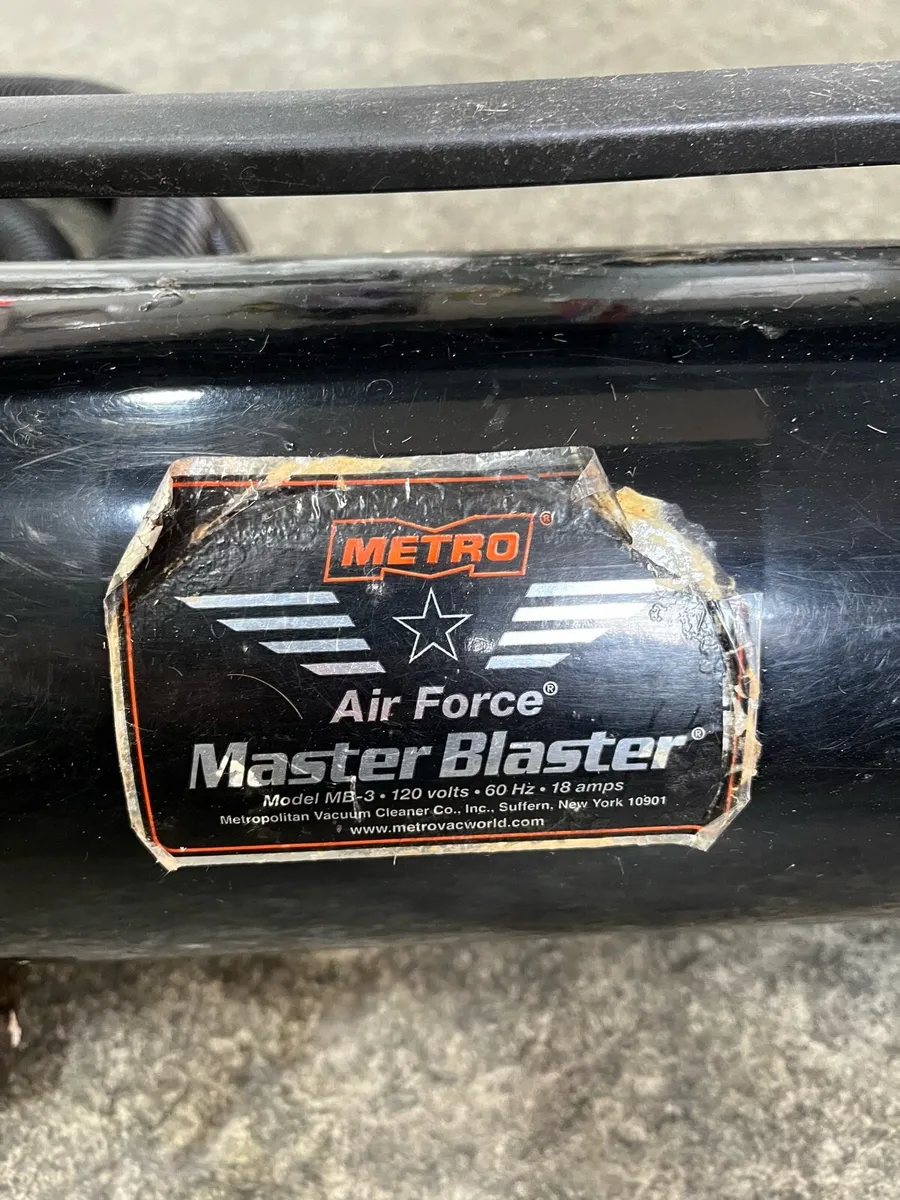 METRO®
Air Force®
Master Blaster®
Model MB-3 • 120 volts • 60 Hz • 18 amps
Metropolitan Vacuum Cleaner Co., Inc., Suffern, New York 10901
www.metrovacworld.com